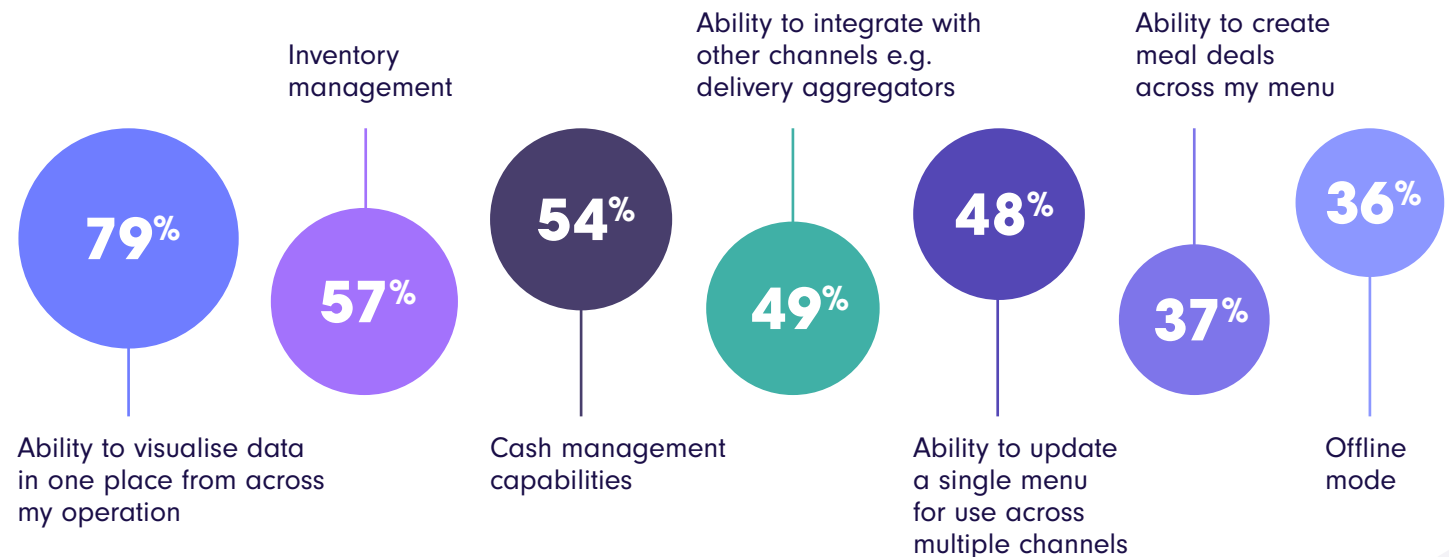 79%
Ability to visualise data
in one place from across
my operation
Inventory
management
57%
54%
Cash management
capabilities
Ability to integrate with
other channels e.g.
delivery aggregators
49%
48%
Ability to update
a single menu
for use across
multiple channels
Ability to create
meal deals
across my menu
37%
36%
Offline
mode